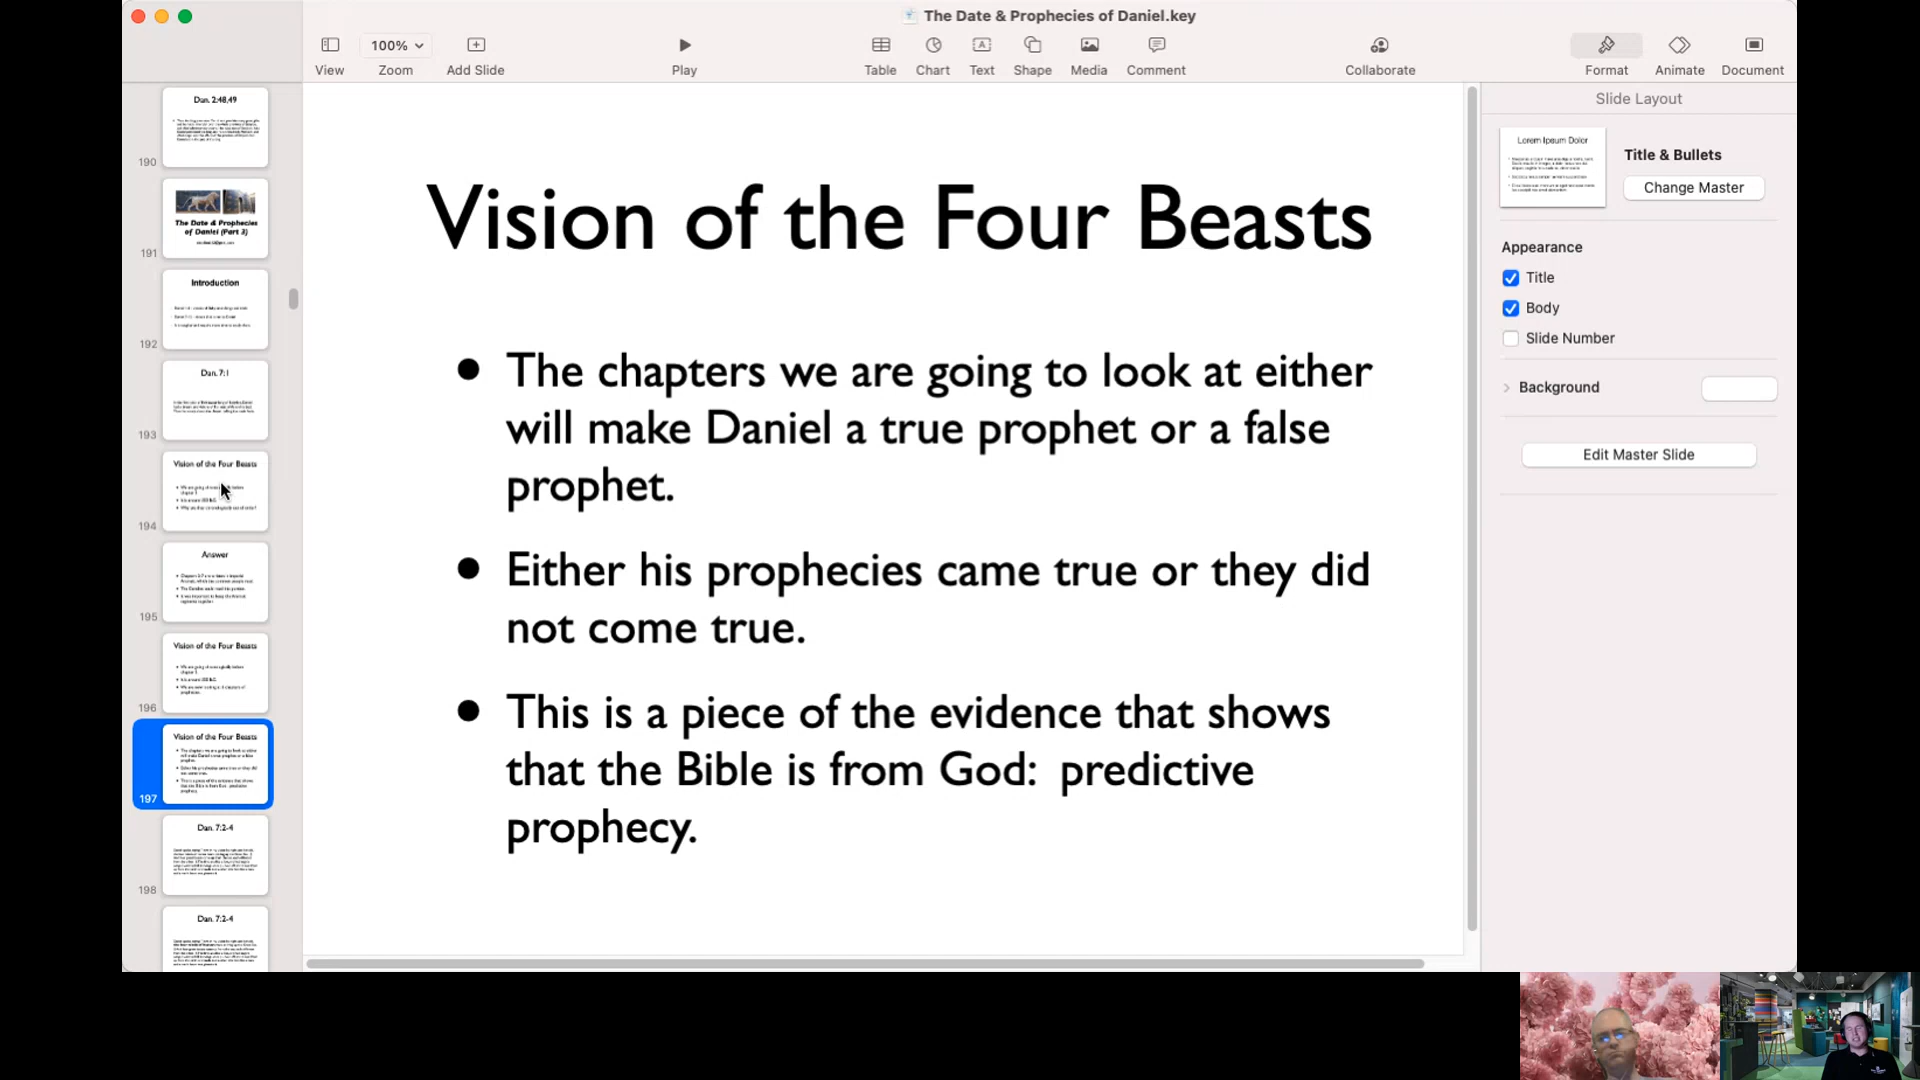 The Date & Prophecies of Daniel.key
View
100%
Zoom
Add Slide
Play
Table
Chart
Text
Shape
Media
Comment
Collaborate
Format
Animate
Document
Dan. 2:48,49
190
The Date & Prophecies
of Daniel (Part 3)
191
Introduction
192
Dan. 7:1
193
Vision of the Four Beasts
194
Answer
195
Vision of the Four Beasts
196
Vision of the Four Beasts
197
Dan. 7:2-4
198
Dan. 7:2-4
Vision of the Four Beasts
• The chapters we are going to look at either
will make Daniel a true prophet or a false
prophet.
• Either his prophecies came true or they did
not come true.
• This is a piece of the evidence that shows
that the Bible is from God: predictive
prophecy.
Slide Layout
Lorem Ipsum Dolor
Title & Bullets
Change Master
Appearance
Title
Body
Slide Number
Background
Edit Master Slide